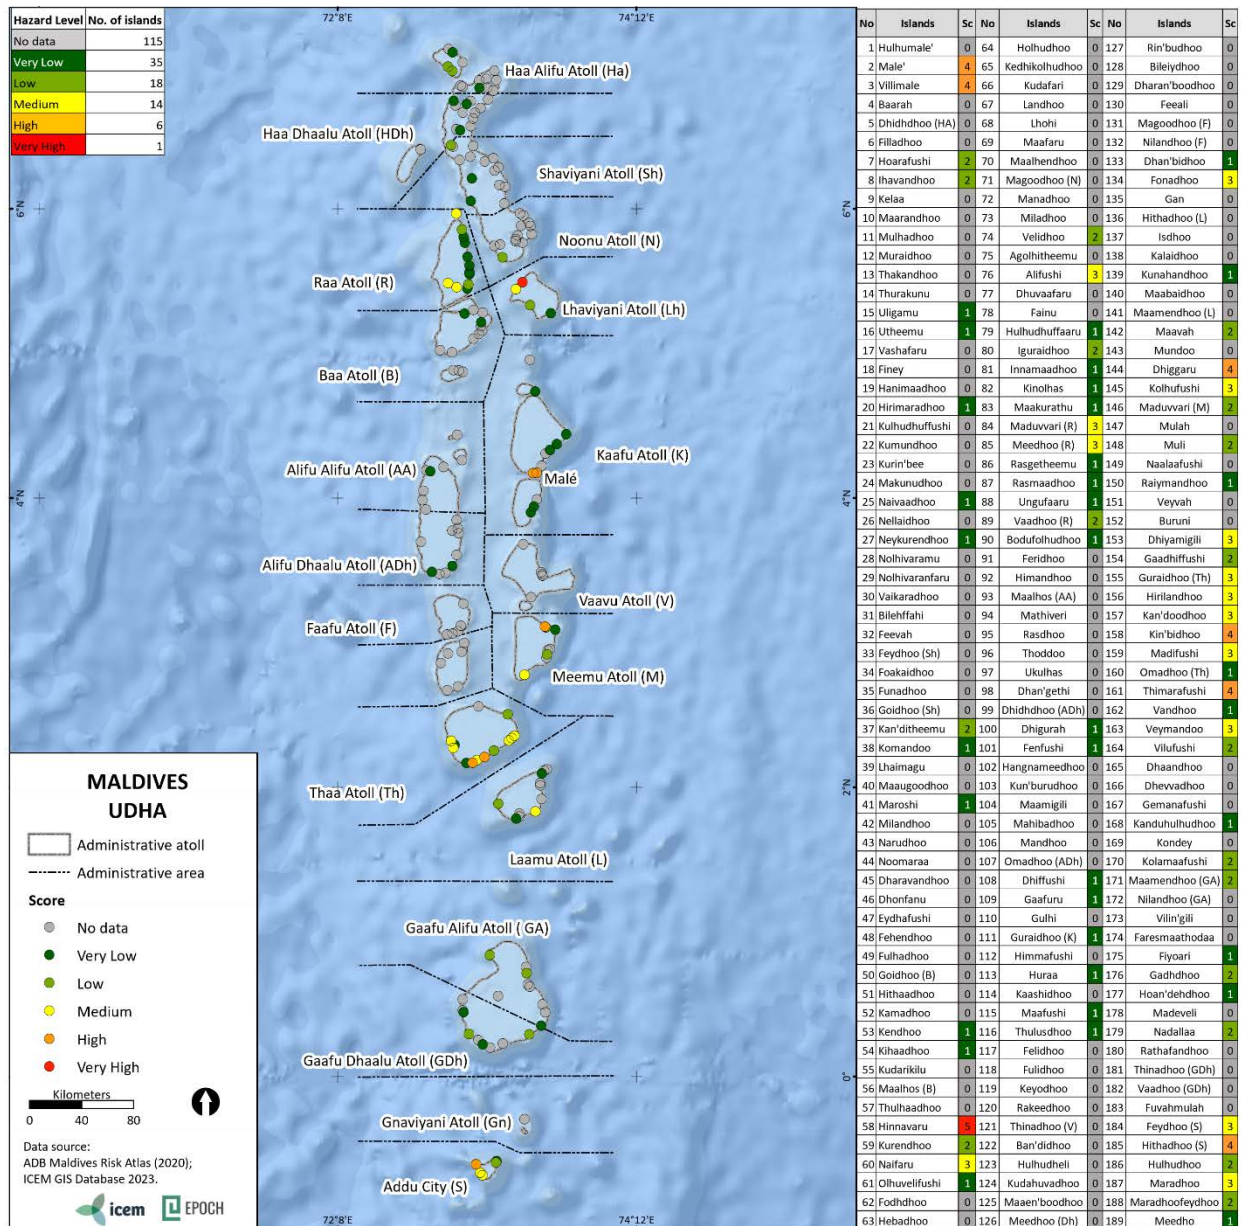 Hazard Level No. of islands
No data 115
Very Low 35
Low 18
Medium 14
High 6
Very High 1
72°8'E 74°12'E
Haa Alifu Atoll (Ha)
Haa Dhaalu Atoll (HDh)
Shaviyani Atoll (Sh)
6°N 6°N
Noonu Atoll (N)
Raa Atoll (R)
Lhaviyani Atoll (Lh)
Baa Atoll (B)
Kaafu Atoll (K)
Alifu Alifu Atoll (AA)
Malé
4°N 4°N
Alifu Dhaalu Atoll (ADh)
Vaavu Atoll (V)
Faafu Atoll (F)
Meemu Atoll (M)
Thaa Atoll (Th)
2°N
Laamu Atoll (L)
Gaafu Alifu Atoll ( GA)
Gaafu Dhaalu Atoll (GDh)
0°
Gnaviyani Atoll (Gn)
Addu City (S)
72°8'E 74°12'E
MALDIVES
UDHA
Administrative atoll
Administrative area
Score
No data
Very Low
Low
Medium
High
Very High
Kilometers
0 40 80
Data source:
ADB Maldives Risk Atlas (2020);
ICEM GIS Database 2023.
icem EPOCH
No Islands Sc No Islands Sc No Islands Sc
1 Hulhumale' 0 64 Holhudhoo 0 127 Rin'budhoo 0
2 Male' 4 65 Kedhikolhudhoo 0 128 Bileiydhoo 0
3 Villimale 4 66 Kudafari 0 129 Dharan'boodhoo 0
4 Baarah 0 67 Landhoo 0 130 Feeali 0
5 Dhidhdhoo (HA) 0 68 Lhohi 0 131 Magoodhoo (F) 0
6 Filladhoo 0 69 Maafaru 0 132 Nilandhoo (F) 0
7 Hoarafushi 2 70 Maalhendhoo 0 133 Dhan'bidhoo 1
8 Ihavandhoo 2 71 Magoodhoo (N) 0 134 Fonadhoo 3
9 Kelaa 0 72 Manadhoo 0 135 Gan 0
10 Maarandhoo 0 73 Miladhoo 0 136 Hithadhoo (L) 0
11 Mulhadhoo 0 74 Velidhoo 2 137 Isdhoo 0
12 Muraidhoo 0 75 Agolhitheemu 0 138 Kalaidhoo 0
13 Thakandhoo 0 76 Alifushi 3 139 Kunahandhoo 1
14 Thurakunu 0 77 Dhuvaafaru 0 140 Maabaidhoo 0
15 Uligamu 1 78 Fainu 0 141 Maamendhoo (L) 0
16 Utheemu 1 79 Hulhudhuffaaru 1 142 Maavah 2
17 Vashafaru 0 80 Iguraidhoo 2 143 Mundoo 0
18 Finey 0 81 Innamaadhoo 1 144 Dhiggaru 4
19 Hanimaadhoo 0 82 Kinolhas 1 145 Kolhufushi 3
20 Hirimaradhoo 1 83 Maakurathu 1 146 Maduvvari (M) 2
21 Kulhudhuffushi 0 84 Maduvvari (R) 3 147 Mulah 0
22 Kumundhoo 0 85 Meedhoo (R) 3 148 Muli 2
23 Kurin'bee 0 86 Rasgetheemu 1 149 Naalaafushi 0
24 Makunudhoo 0 87 Rasmaadhoo 1 150 Raiymandhoo 1
25 Naivaadhoo 1 88 Ungufaaru 1 151 Veyvah 0
26 Nellaidhoo 0 89 Vaadhoo (R) 2 152 Buruni 0
27 Neykurendhoo 1 90 Bodufolhudhoo 1 153 Dhiyamigili 3
28 Nolhivaramu 0 91 Feridhoo 0 154 Gaadhiffushi 2
29 Nolhivaranfaru 0 92 Himandhoo 0 155 Guraidhoo (Th) 3
30 Vaikaradhoo 0 93 Maalhos (AA) 0 156 Hirilandhoo 3
31 Bilehffahi 0 94 Mathiveri 0 157 Kan'doodhoo 3
32 Feevah 0 95 Rasdhoo 0 158 Kin'bidhoo 4
33 Feydhoo (Sh) 0 96 Thoddoo 0 159 Madifushi 3
34 Foakaidhoo 0 97 Ukulhas 0 160 Omadhoo (Th) 1
35 Funadhoo 0 98 Dhan'gethi 0 161 Thimarafushi 4
36 Goidhoo (Sh) 0 99 Dhidhdhoo (ADh) 0 162 Vandhoo 1
37 Kan'ditheemu 2 100 Dhigurah 1 163 Veymandoo 3
38 Komandoo 1 101 Fenfushi 1 164 Vilufushi 2
39 Lhaimagu 0 102 Hangnameedhoo 0 165 Dhaandhoo 0
40 Maaugoodhoo 0 103 Kun'burudhoo 0 166 Dhevvadhoo 0
41 Maroshi 1 104 Maamigili 0 167 Gemanafushi 0
42 Milandhoo 0 105 Mahibadhoo 0 168 Kanduhulhudhoo 1
43 Narudhoo 0 106 Mandhoo 0 169 Kondey 0
44 Noomaraa 0 107 Omadhoo (ADh) 0 170 Kolamaafushi 2
45 Dharavandhoo 0 108 Dhiffushi 1 171 Maamendhoo (GA) 2
46 Dhonfanu 0 109 Gaafuru 1 172 Nilandhoo (GA) 0
47 Eydhafushi 0 110 Gulhi 0 173 Vilin'gili 0
48 Fehendhoo 0 111 Guraidhoo (K) 1 174 Faresmaathodaa 0
49 Fulhadhoo 0 112 Himmafushi 0 175 Fiyoari 1
50 Goidhoo (B) 0 113 Huraa 1 176 Gadhdhoo 2
51 Hithaadhoo 0 114 Kaashidhoo 0 177 Hoan'dehdhoo 1
52 Kamadhoo 0 115 Maafushi 1 178 Madeveli 0
53 Kendhoo 1 116 Thulusdhoo 1 179 Nadallaa 2
54 Kihaadhoo 1 117 Felidhoo 0 180 Rathafandhoo 0
55 Kudarikilu 0 118 Fulidhoo 0 181 Thinadhoo (GDh) 0
56 Maalhos (B) 0 119 Keyodhoo 0 182 Vaadhoo (GDh) 0
57 Thulhaadhoo 0 120 Rakeedhoo 0 183 Fuvahmulah 0
58 Hinnavaru 5 121 Thinadhoo (V) 0 184 Feydhoo (S) 3
59 Kurendhoo 2 122 Ban'didhoo 0 185 Hithadhoo (S) 4
60 Naifaru 3 123 Hulhudheli 0 186 Hulhudhoo 2
61 Olhuvelifushi 1 124 Kudahuvadhoo 0 187 Maradhoo 3
62 Fodhdhoo 0 125 Maaen'boodhoo 0 188 Maradhoofeydhoo 2
63 Hebadhoo 0 126 Meedhoo (Dh) 0 189 Meedho 1